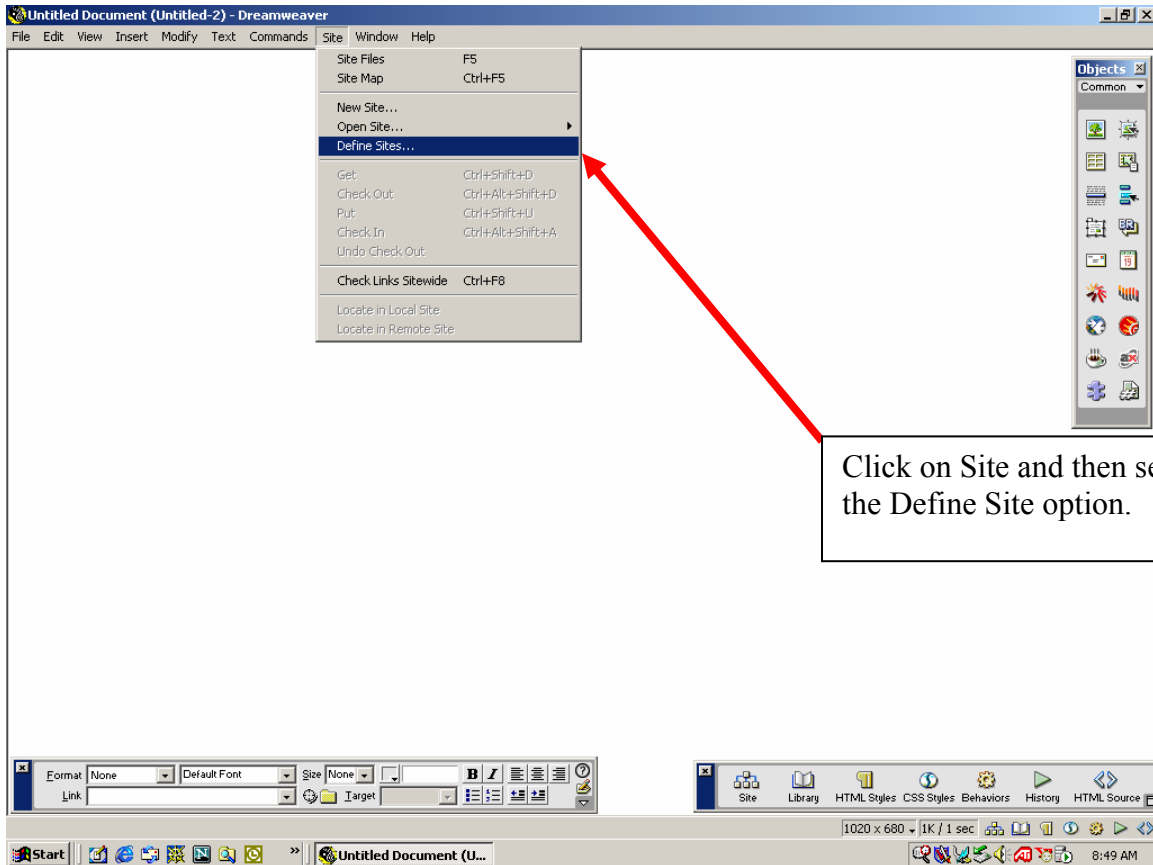 Untitled Document (Untitled-2) - Dreamweaver
File Edit View Insert Modify Text Commands Site Window Help
Site Files F5
Site Map Ctrl+F5
New Site...
Open Site...
Define Sites...
Get Ctrl+Shift+D
Check Out Ctrl+Alt+Shift+D
Put Ctrl+Shift+U
Check In Ctrl+Alt+Shift+A
Undo Check Out
Check Links Sitewide Ctrl+F8
Locate in Local Site
Locate in Remote Site
Objects
Common
BR
19
Click on Site and then se
the Define Site option.
Format None Default Font Size None B I
Link Target
Site Library HTML Styles CSS Styles Behaviors History HTML Source
1020 x 680 1K / 1 sec
Start Untitled Document (U... 8:49 AM